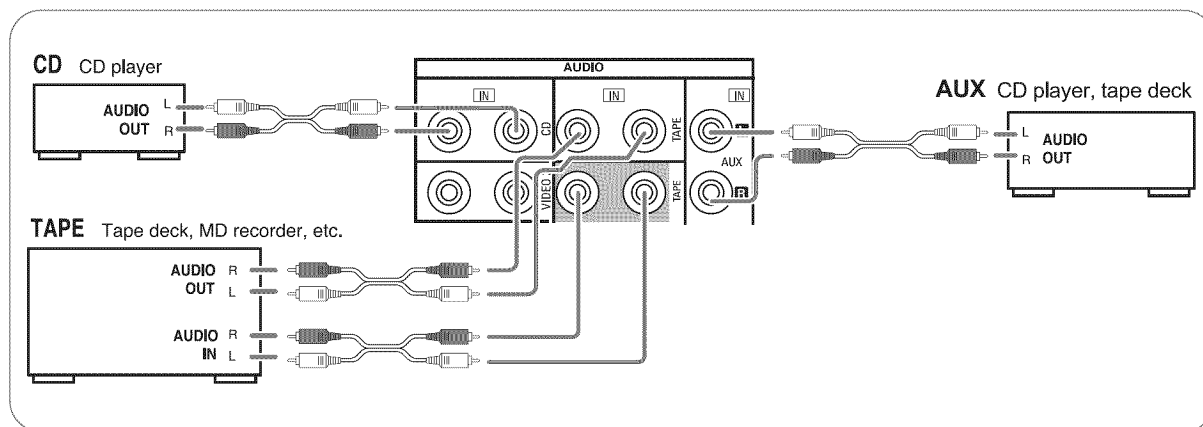 CD CD player
AUDIO OUT
L
R
AUDIO
IN
IN
IN
CD
TAPE
L
AUX
VIDEO
TAPE
R
AUX CD player, tape deck
L
R
AUDIO OUT
TAPE Tape deck, MD recorder, etc.
AUDIO OUT
R
L
AUDIO IN
R
L